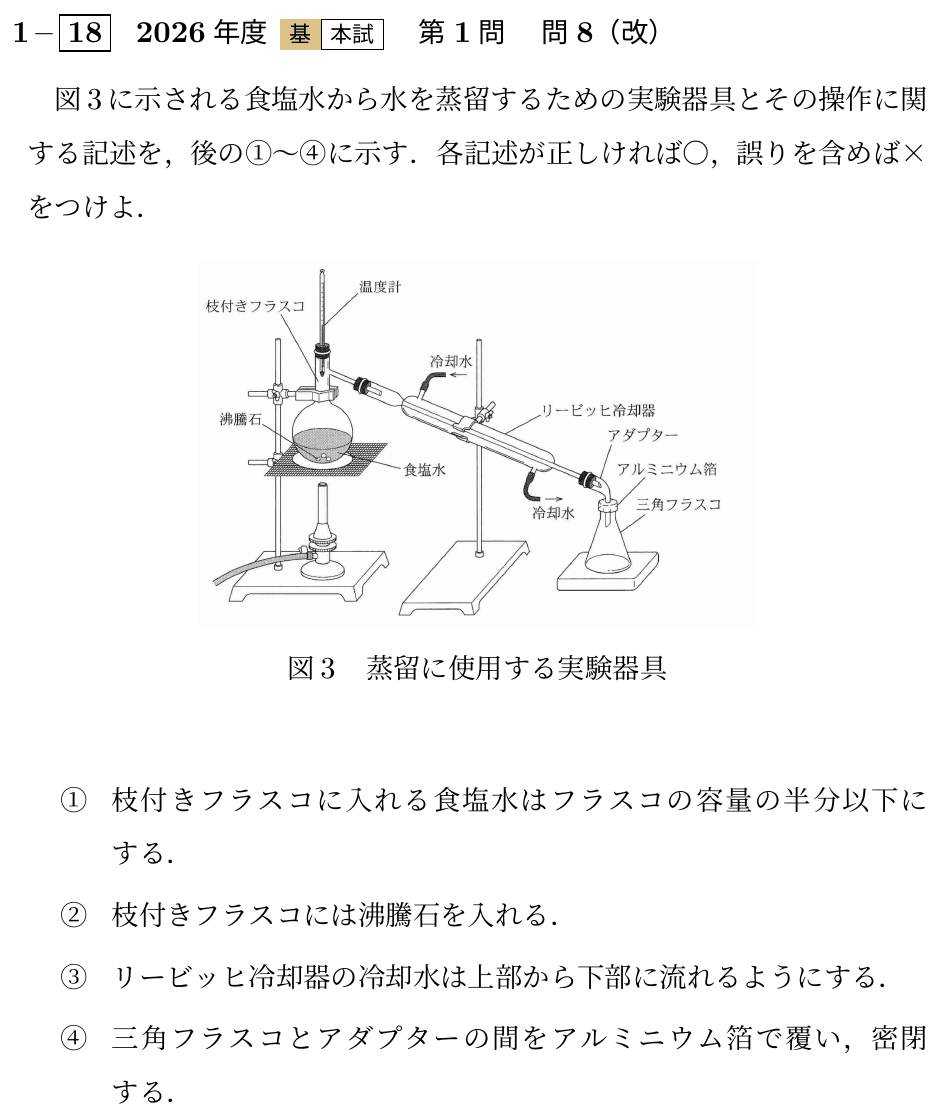 1–18 2026 年度 基 本試 第 1 問 問 8（改）
図 3 に示される食塩水から水を蒸留するための実験器具とその操作に関
する記述を，後の①～④に示す．各記述が正しければ○，誤りを含めば×
をつけよ．
温度計
枝付きフラスコ
冷却水
沸騰石
リービッヒ冷却器
アダプター
食塩水
アルミニウム箔
三角フラスコ
冷却水
図 3 蒸留に使用する実験器具
① 枝付きフラスコに入れる食塩水はフラスコの容量の半分以下に
する．
② 枝付きフラスコには沸騰石を入れる．
③ リービッヒ冷却器の冷却水は上部から下部に流れるようにする．
④ 三角フラスコとアダプターの間をアルミニウム箔で覆い，密閉
する．